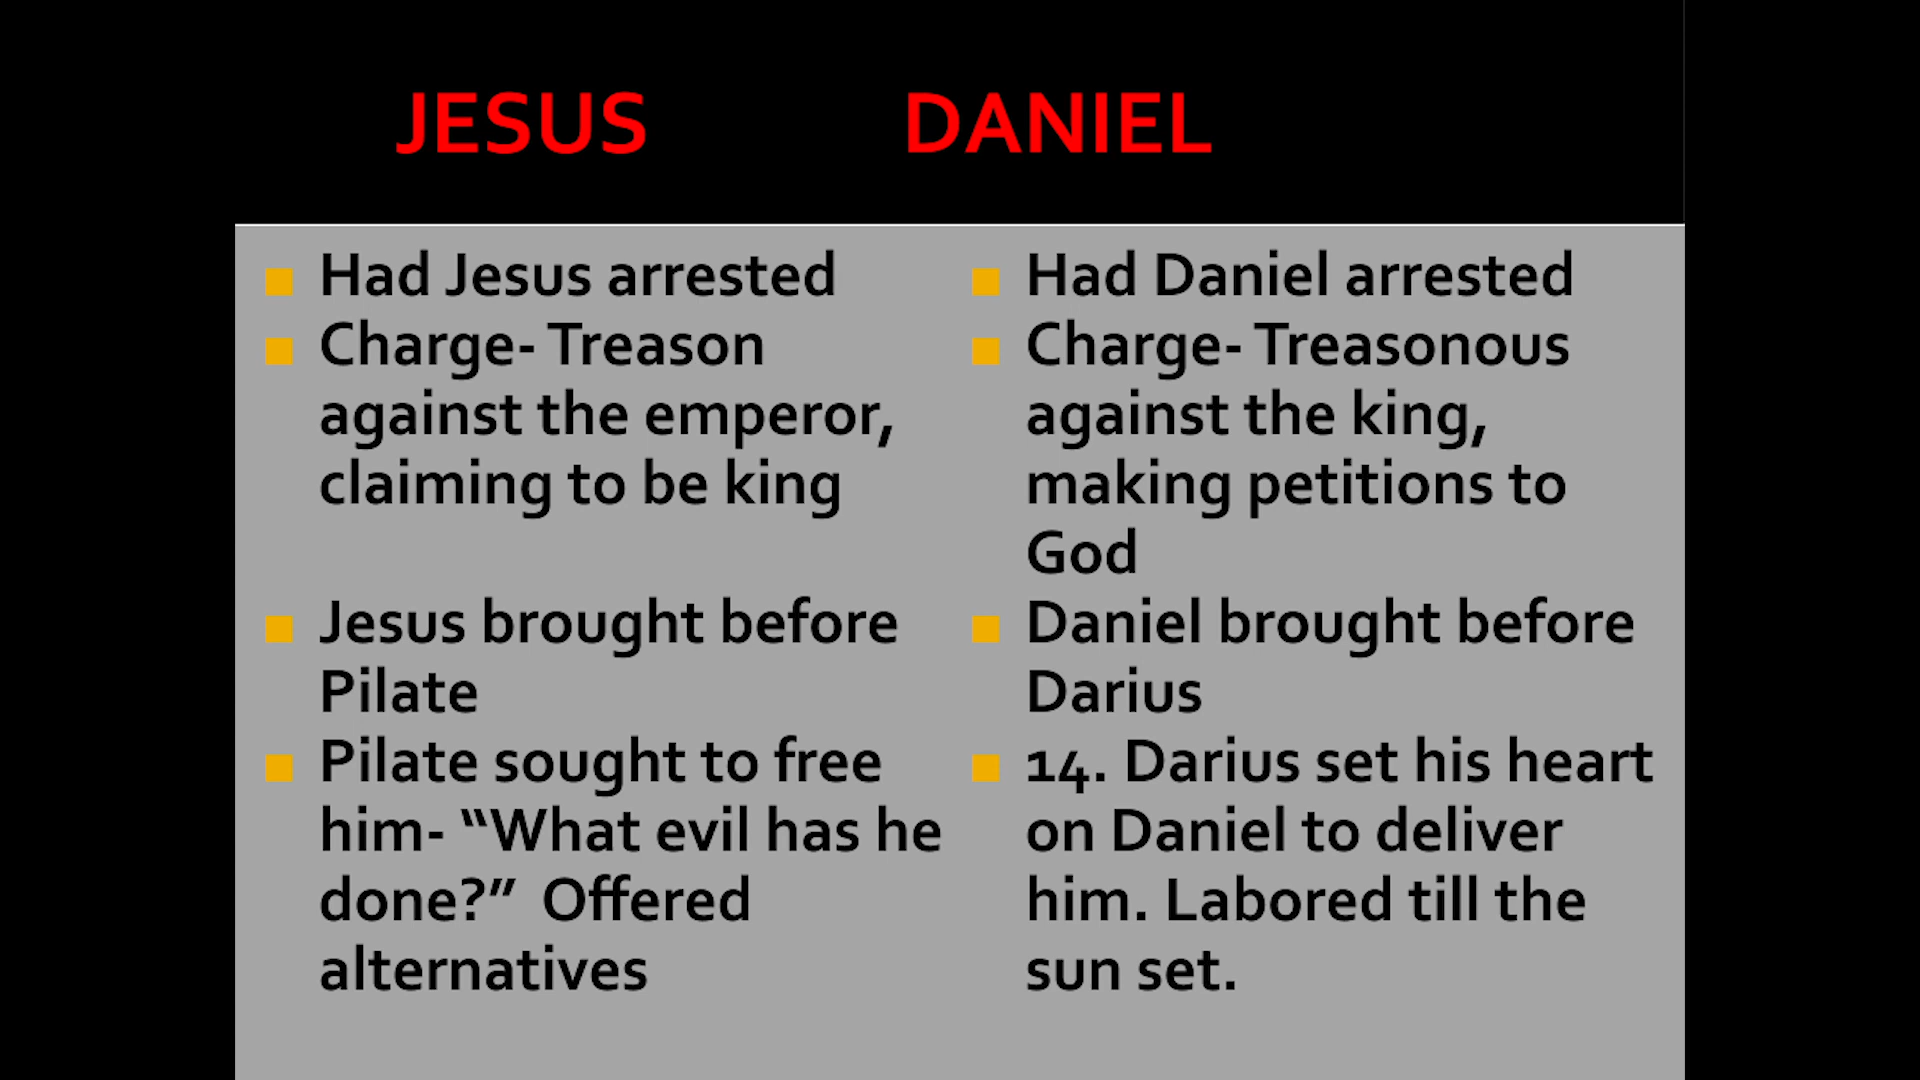 JESUS DANIEL
Had Jesus arrested
Charge- Treason
against the emperor,
claiming to be king
Jesus brought before
Pilate
Pilate sought to free
him- “What evil has he
done?”  Offered
alternatives
Had Daniel arrested
Charge- Treasonous
against the king,
making petitions to
God
Daniel brought before
Darius
14. Darius set his heart
on Daniel to deliver
him. Labored till the
sun set.